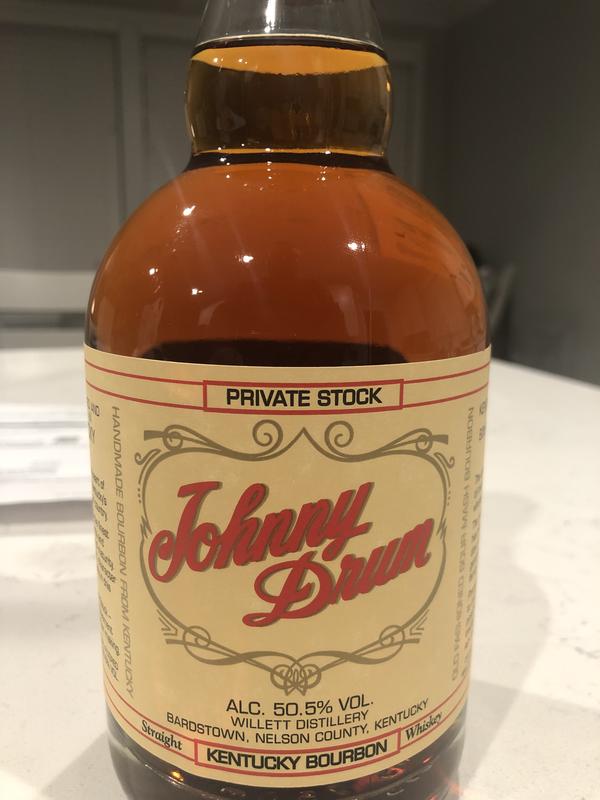 PRIVATE STOCK
HANDMADE BOURBON FROM KENTUCKY
Johnny
Drum
ALC. 50.5% VOL.
WILLETT DISTILLERY
BARDSTOWN, NELSON COUNTY, KENTUCKY
Straight
KENTUCKY BOURBON
Whiskey